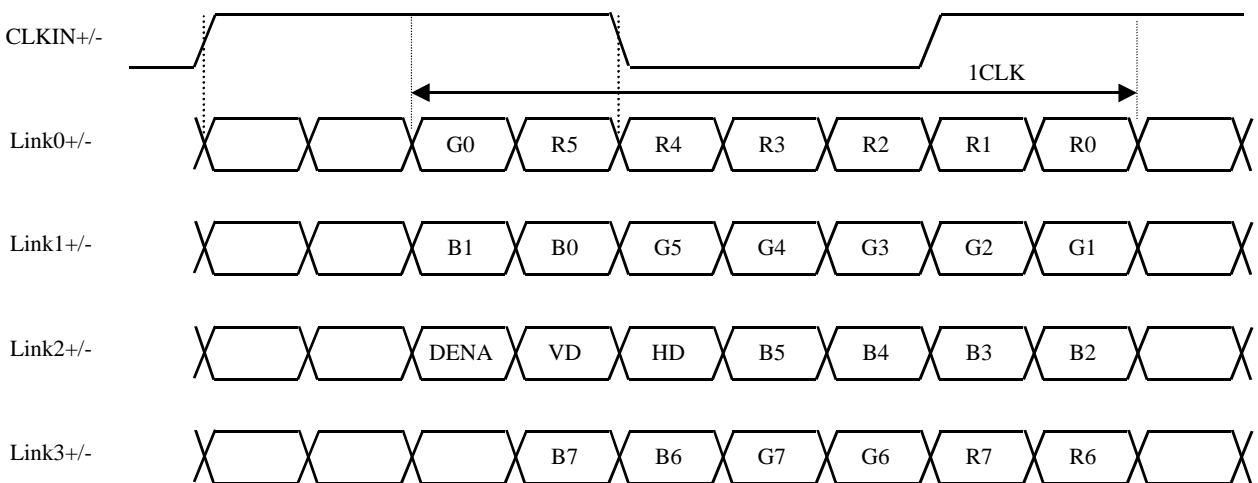 CLKIN+/-
1CLK
Link0+/- G0 R5 R4 R3 R2 R1 R0
Link1+/- B1 B0 G5 G4 G3 G2 G1
Link2+/- DENA VD HD B5 B4 B3 B2
Link3+/- B7 B6 G7 G6 R7 R6